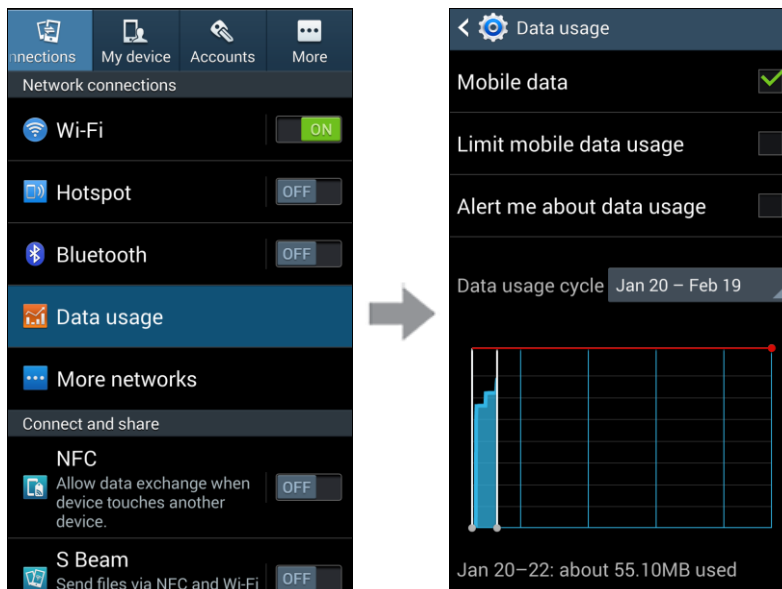 nnections
My device
Accounts
More
Network connections
Wi-Fi
ON
Hotspot
OFF
Bluetooth
OFF
Data usage
More networks
Connect and share
NFC
Allow data exchange when
device touches another
device.
OFF
S Beam
Send files via NFC and Wi-Fi
OFF
Data usage
Mobile data
Limit mobile data usage
Alert me about data usage
Data usage cycle Jan 20 – Feb 19
Jan 20–22: about 55.10MB used